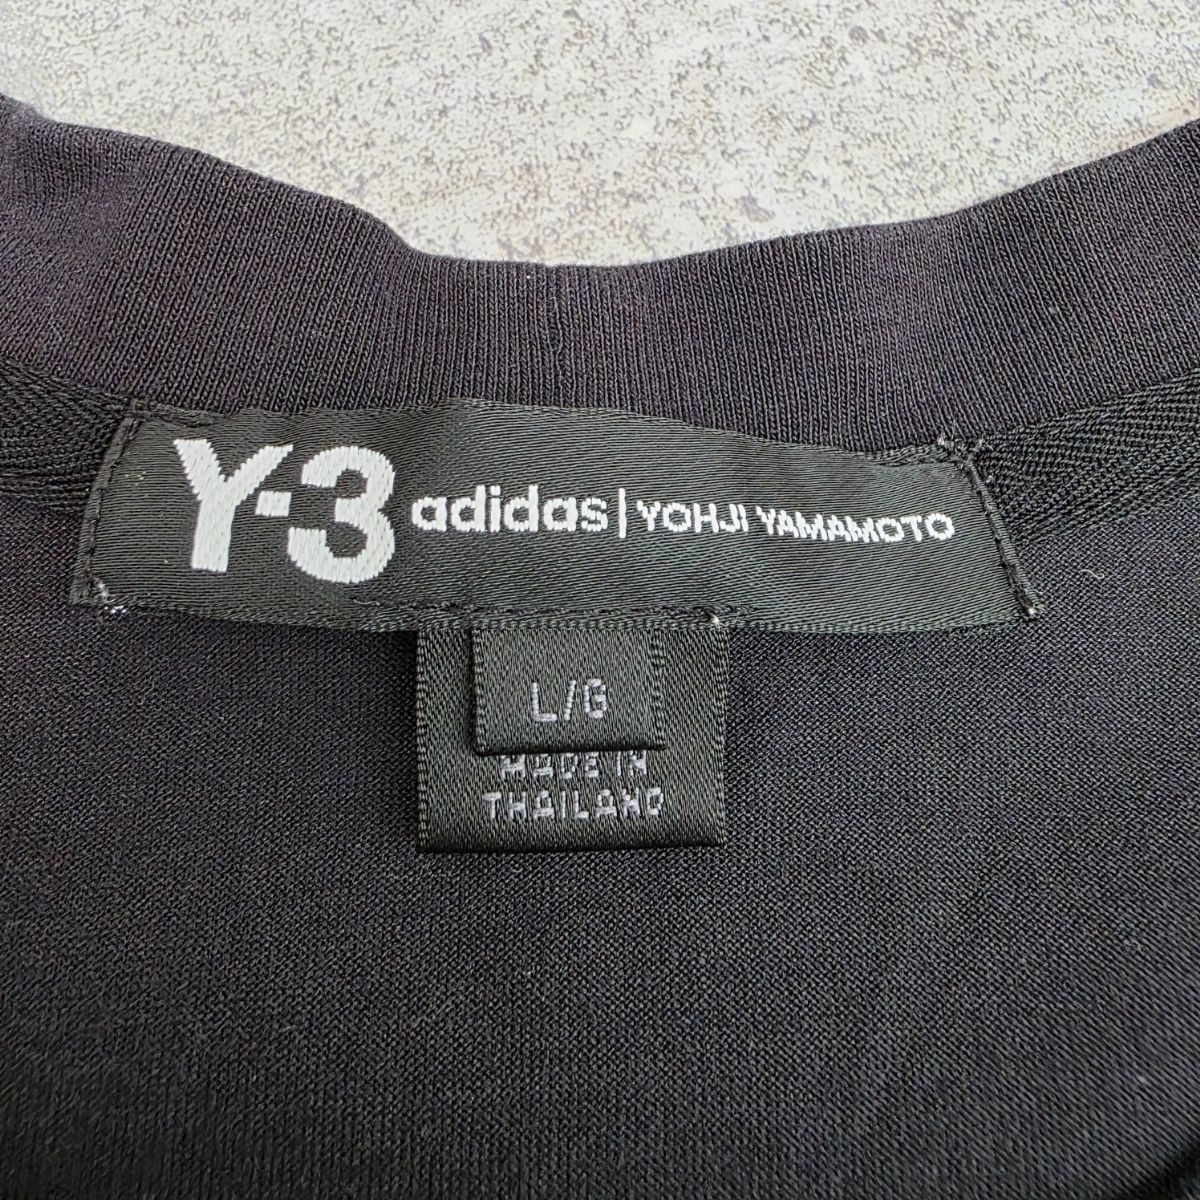 Y-3 adidas | YOHJI YAMAMOTO
L/G
MADE IN
THAILAND